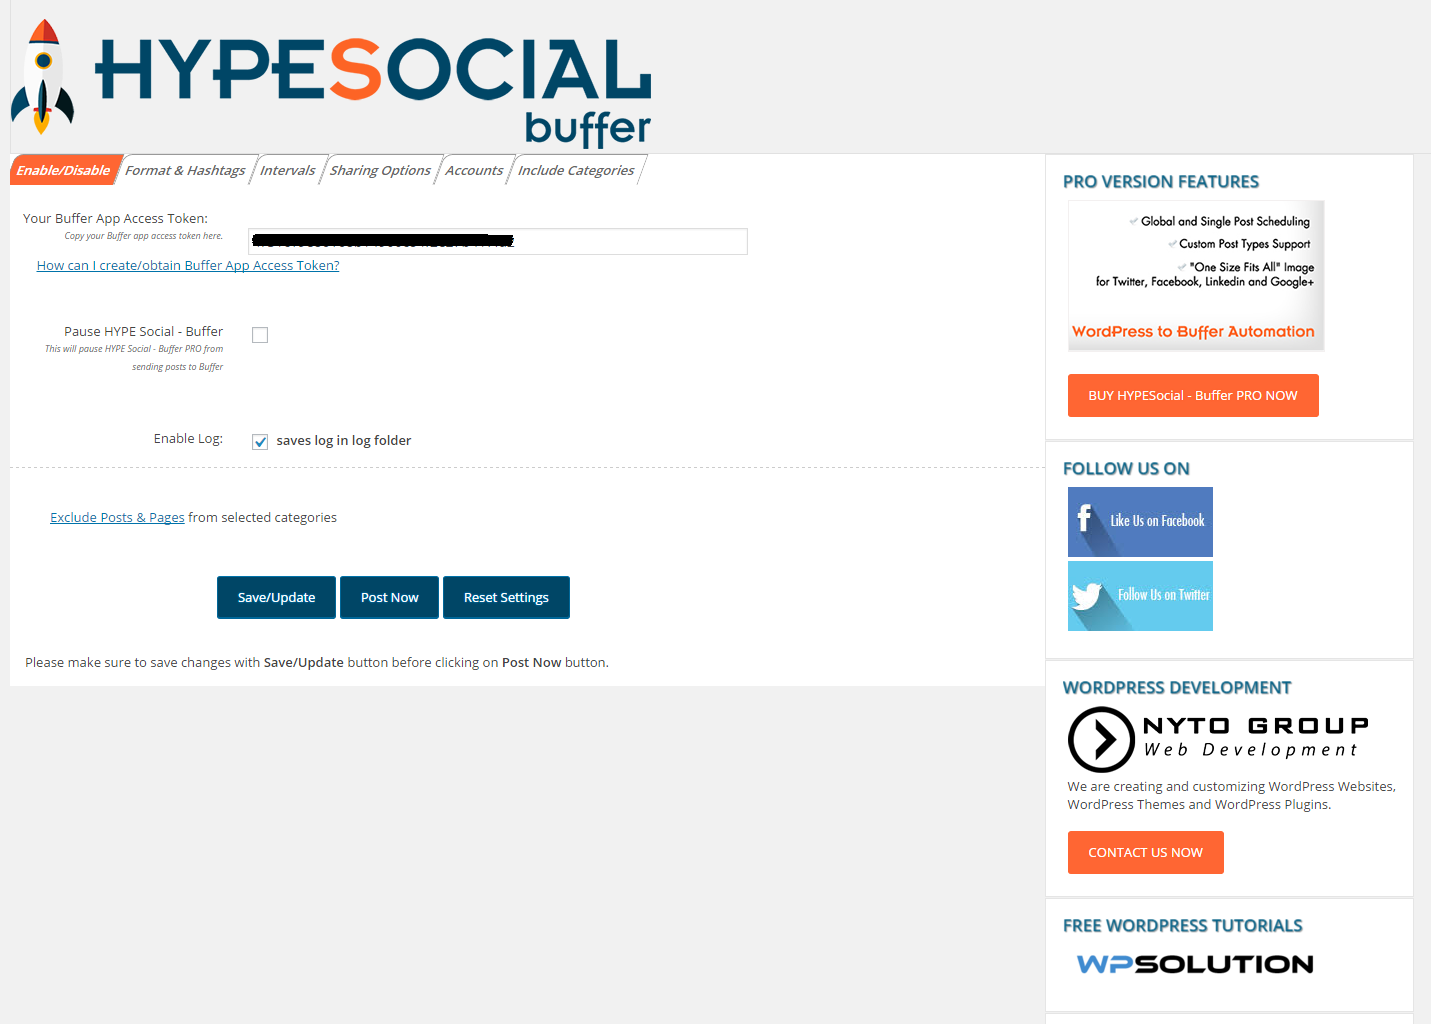 HYPESOCIAL
buffer
Enable/Disable
Format & Hashtags
Intervals
Sharing Options
Accounts
Include Categories
Your Buffer App Access Token:
Copy your Buffer app access token here.
How can I create/obtain Buffer App Access Token?
Pause HYPE Social - Buffer
This will pause HYPE Social - Buffer PRO from
sending posts to Buffer
Enable Log:
saves log in log folder
Exclude Posts & Pages from selected categories
Save/Update
Post Now
Reset Settings
Please make sure to save changes with Save/Update button before clicking on Post Now button.
PRO VERSION FEATURES
Global and Single Post Scheduling
Custom Post Types Support
"One Size Fits All" Image
for Twitter, Facebook, Linkedin and Google+
WordPress to Buffer Automation
BUY HYPESocial - Buffer PRO NOW
FOLLOW US ON
Like Us on Facebook
Follow Us on Twitter
WORDPRESS DEVELOPMENT
NYTO GROUP
Web Development
We are creating and customizing WordPress Websites,
WordPress Themes and WordPress Plugins.
CONTACT US NOW
FREE WORDPRESS TUTORIALS
WPSOLUTION